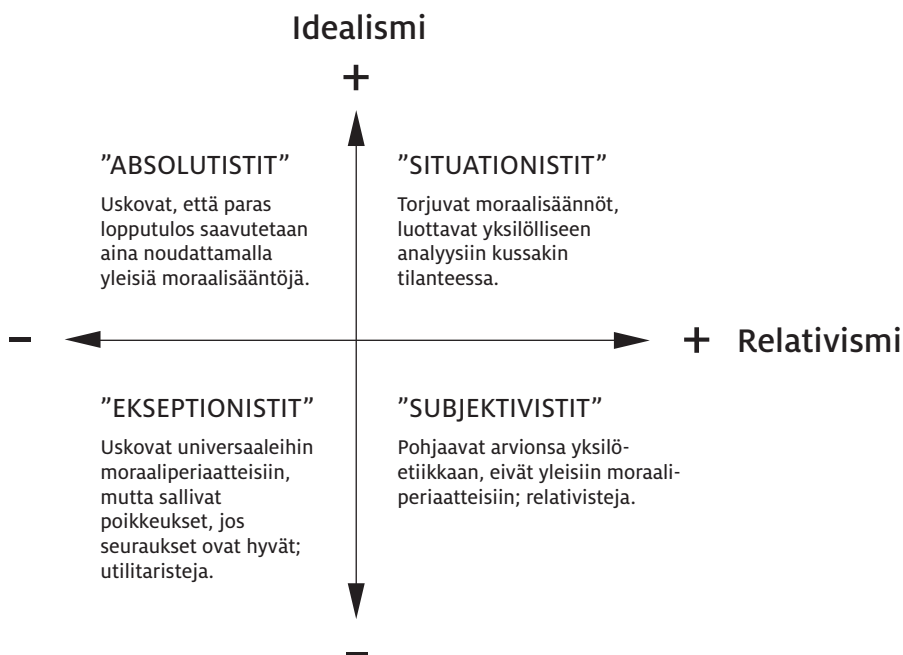 Idealismi
+
”ABSOLUTISTIT”
Uskovat, että paras
lopputulos saavutetaan
aina noudattamalla
yleisiä moraalisääntöjä.
”SITUATIONISTIT”
Torjuvat moraalisäännöt,
luottavat yksilölliseen
analyysiin kussakin
tilanteessa.
–
+ Relativismi
”EKSEPTIONISTIT”
Uskovat universaaleihin
moraaliperiaatteisiin,
mutta sallivat
poikkeukset, jos
seuraukset ovat hyvät;
utilitaristeja.
”SUBJEKTIVISTIT”
Pohjaavat arvionsa yksilö-
etiikkaan, eivät yleisiin moraali-
periaatteisiin; relativisteja.
–